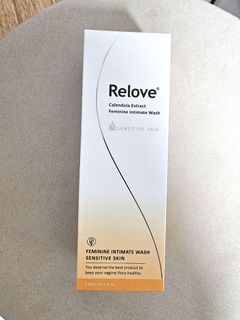 Relove®
Calendula Extract
Feminine Intimate Wash
SENSITIVE SKIN
FEMININE INTIMATE WASH
SENSITIVE SKIN
You deserve the best product to
keep your vaginal flora healthy